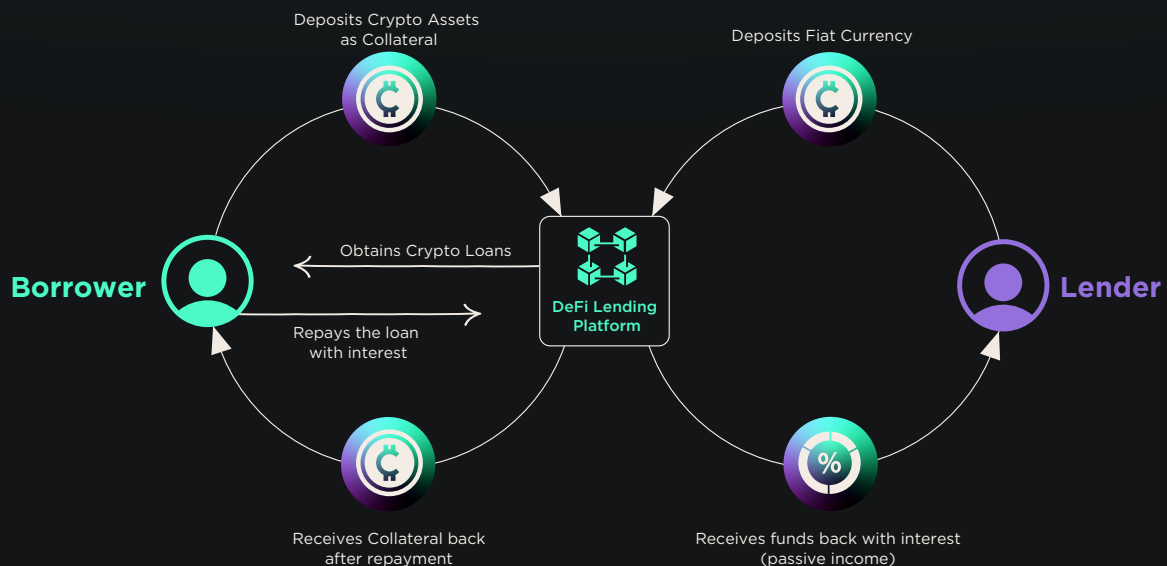 Deposits Crypto Assets
as Collateral
Deposits Fiat Currency
Obtains Crypto Loans
Borrower
DeFi Lending
Platform
Lender
Repays the loan
with interest
%
Receives Collateral back
after repayment
Receives funds back with interest
(passive income)